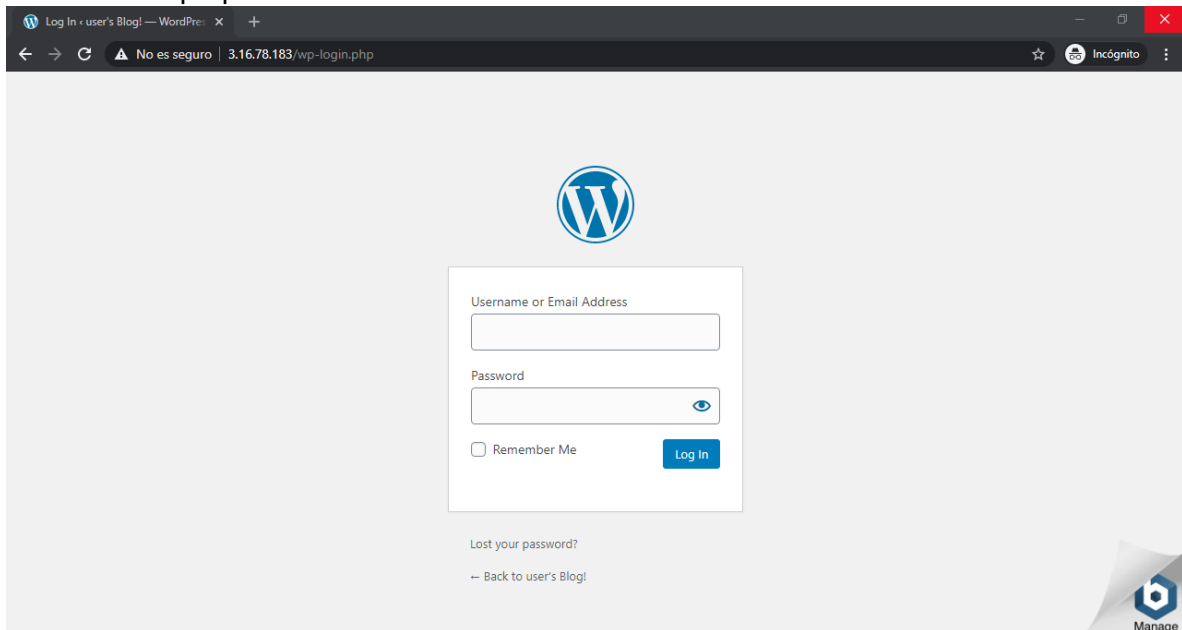 Log In ‹ user's Blog! — WordPres
No es seguro | 3.16.78.183/wp-login.php
Incógnito
Username or Email Address
Password
Remember Me
Log In
Lost your password?
← Back to user's Blog!
Manage